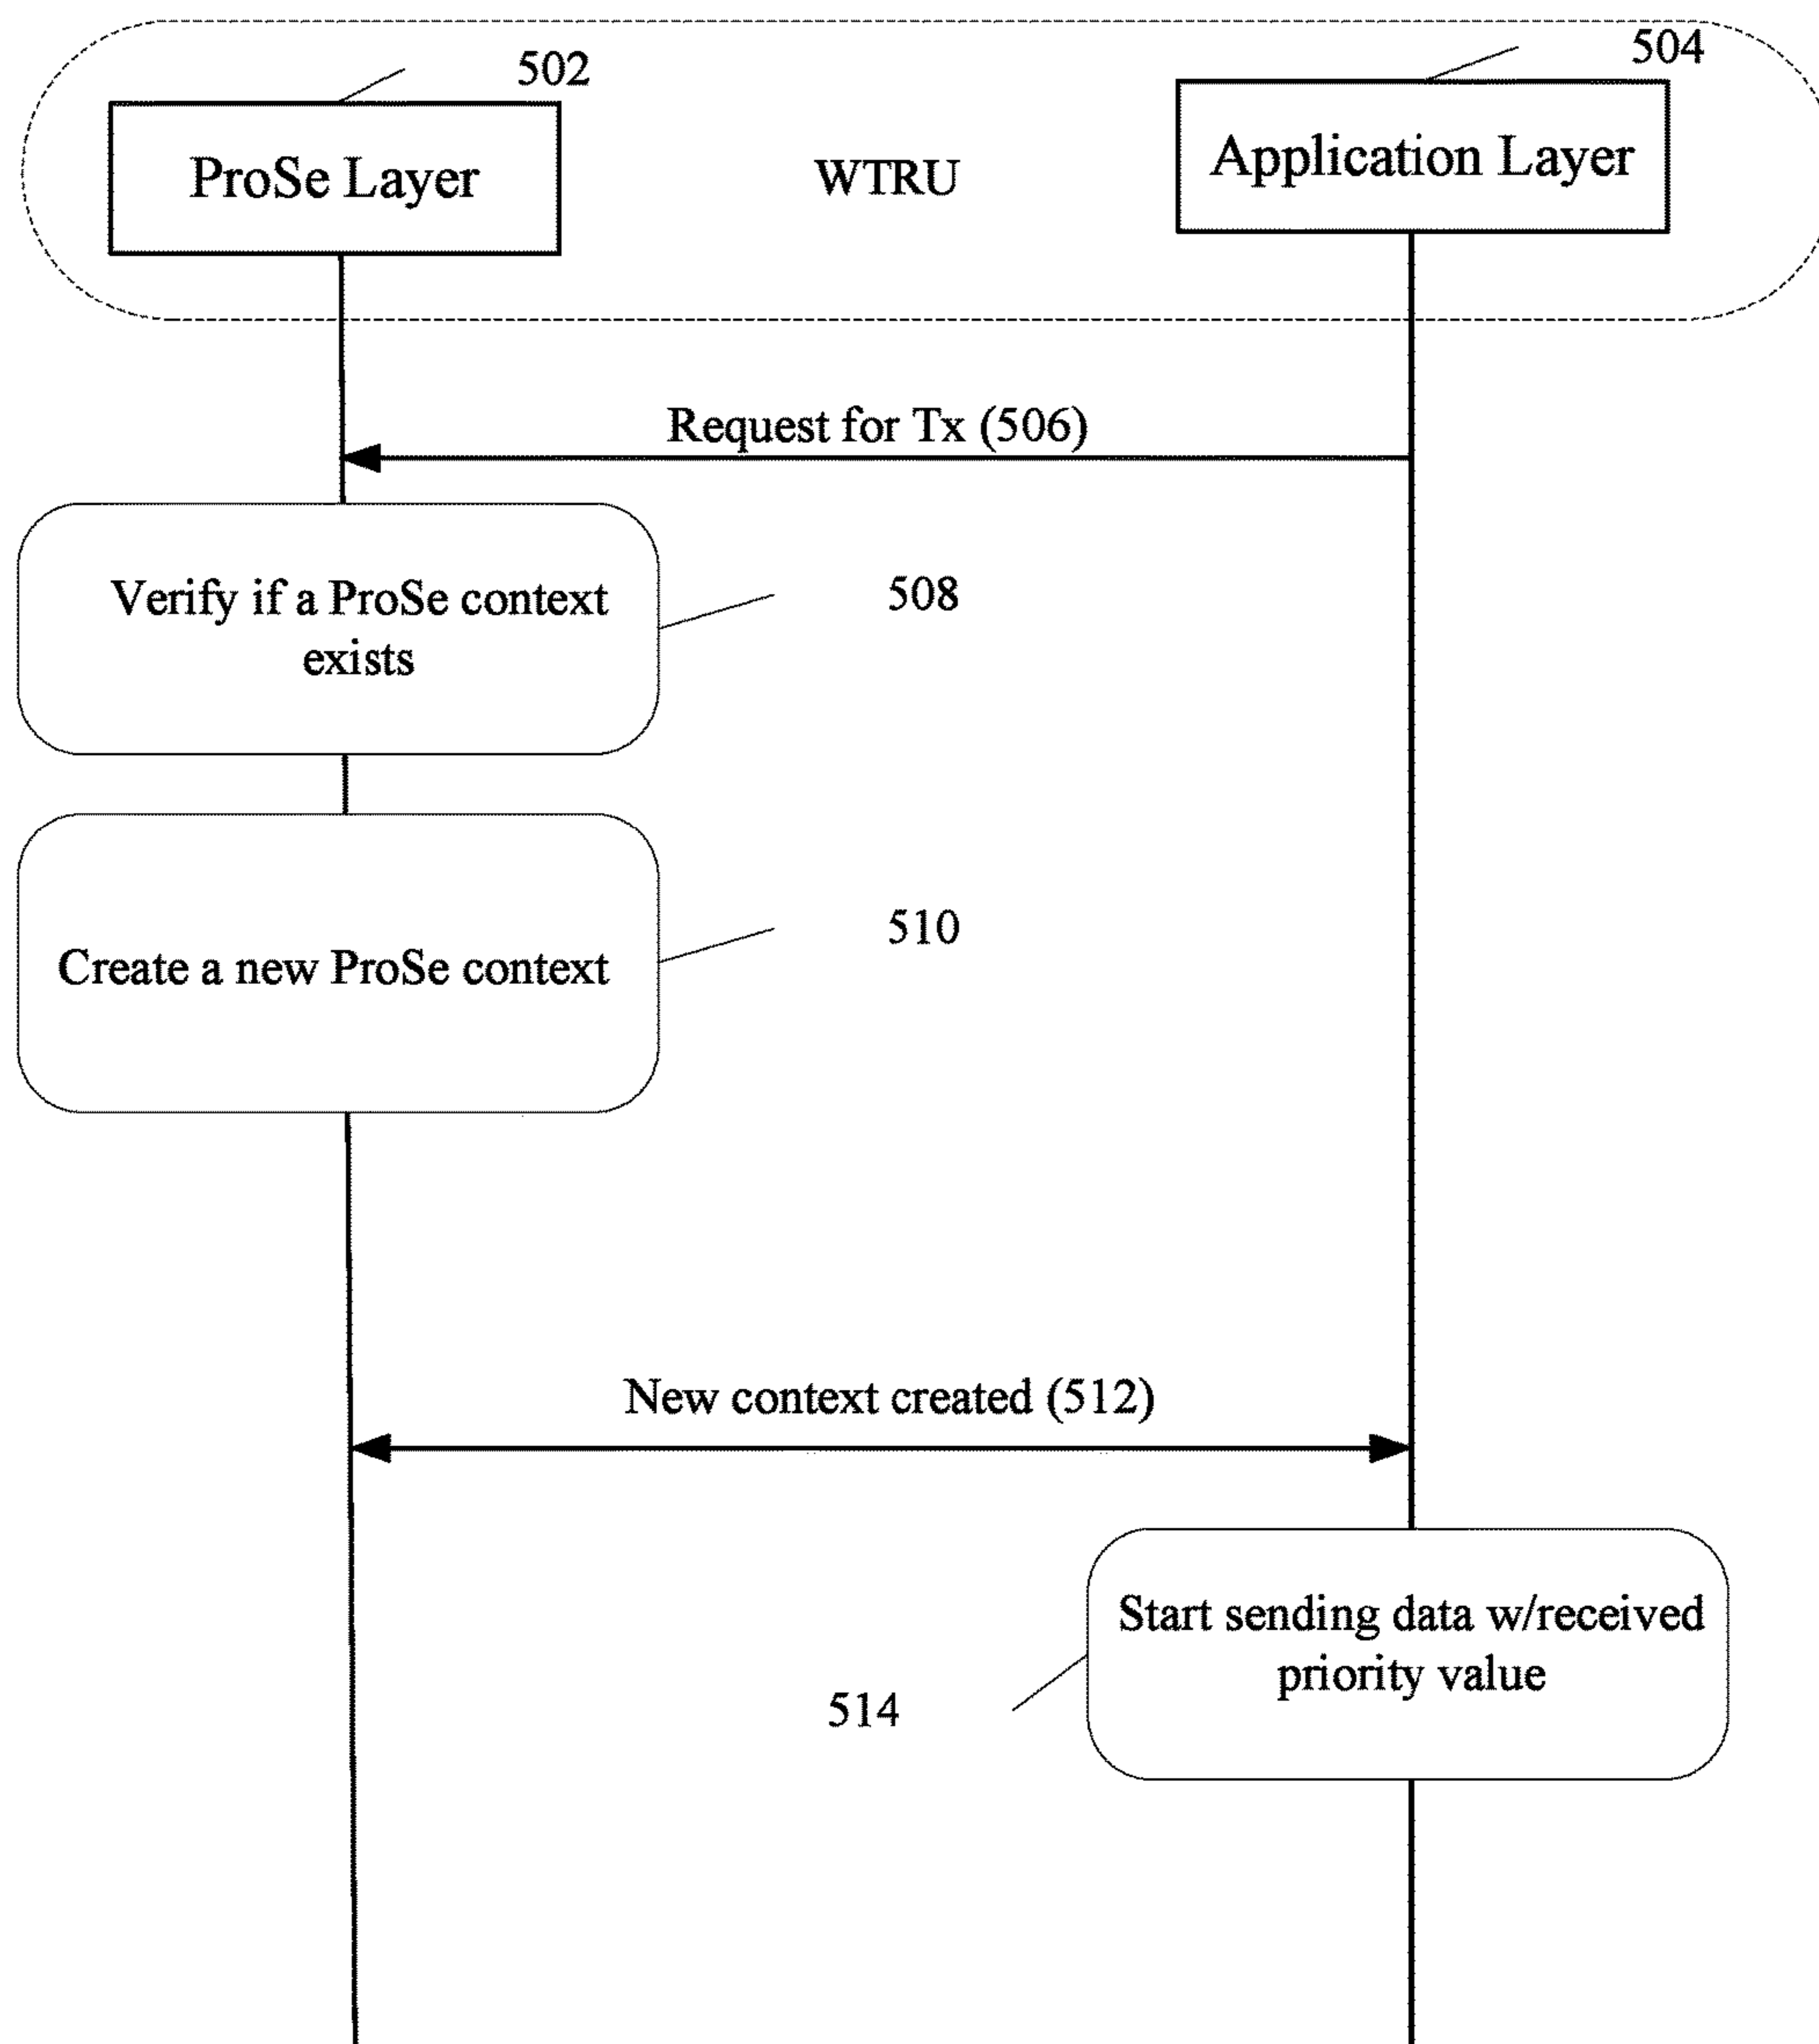 502
504
ProSe Layer
WTRU
Application Layer
Request for Tx (506)
Verify if a ProSe context
exists
508
Create a new ProSe context
510
New context created (512)
Start sending data w/received
priority value
514